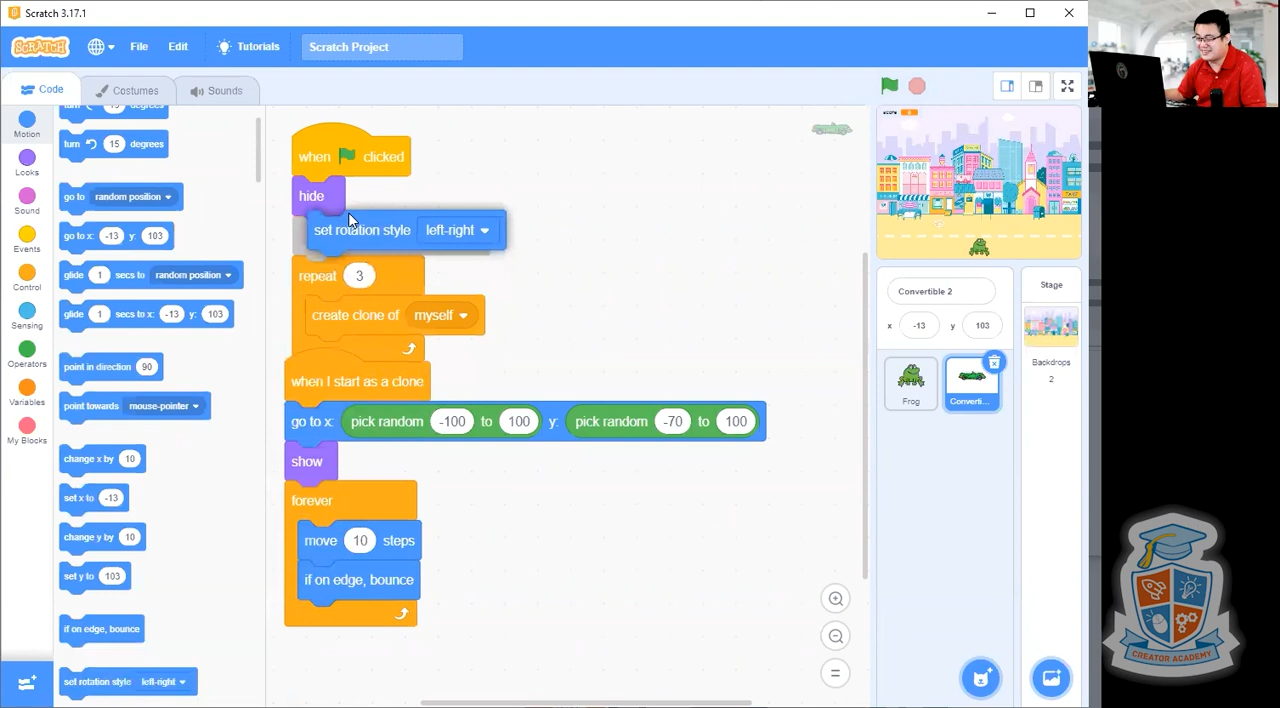 Scratch 3.17.1
SCRATCH File Edit Tutorials Scratch Project
Code Costumes Sounds
Motion
Looks
Sound
Events
Control
Sensing
Operators
Variables
My Blocks
turn 15 degrees
turn 15 degrees
go to random position
go to x: -13 y: 103
glide 1 secs to random position
glide 1 secs to x: -13 y: 103
point in direction 90
point towards mouse-pointer
change x by 10
set x to -13
change y by 10
set y to 103
if on edge, bounce
set rotation style left-right
when clicked
hide
set rotation style left-right
repeat 3
create clone of myself
when I start as a clone
go to x: pick random -100 to 100 y: pick random -70 to 100
show
forever
move 10 steps
if on edge, bounce
score
Convertible 2
x -13 y 103
Frog
Converti...
Stage
Backdrops
2
CREATOR ACADEMY